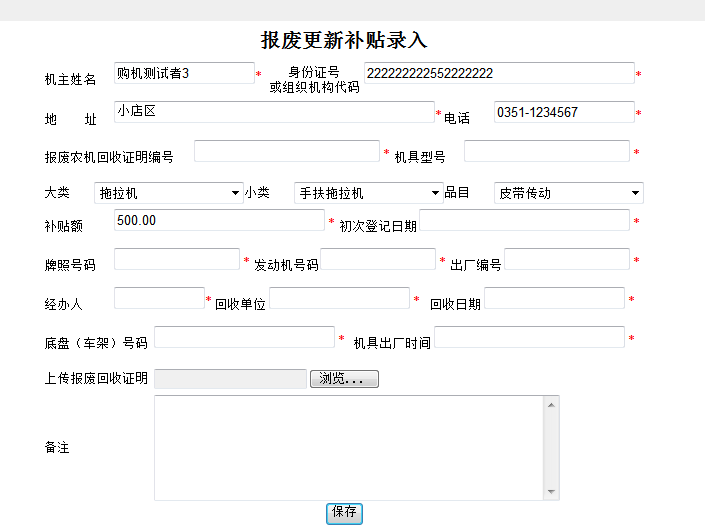 报废更新补贴录入
机主姓名 购机测试者3 * 身份证号 或组织机构代码 222222222552222222 *
地 址 小店区 * 电话 0351-1234567 *
报废农机回收证明编号 * 机具型号 *
大类 拖拉机 小类 手扶拖拉机 品目 皮带传动
补贴额 500.00 * 初次登记日期 *
牌照号码 * 发动机号码 * 出厂编号 *
经办人 * 回收单位 * 回收日期 *
底盘（车架）号码 * 机具出厂时间 *
上传报废回收证明 浏览...
备注
保存